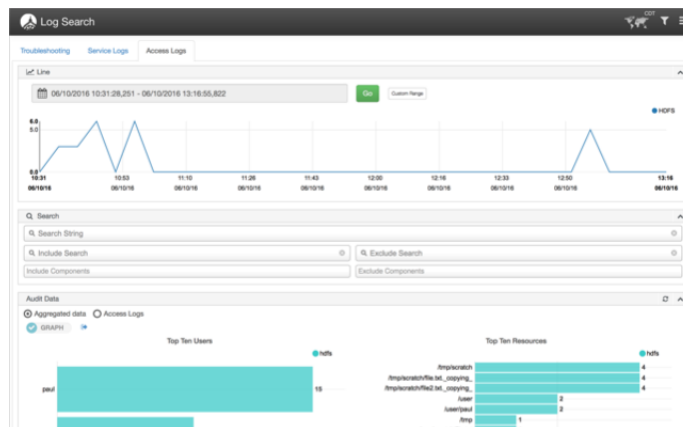 Log Search
CDT
Troubleshooting Service Logs Access Logs
Line
06/10/2016 10:31:28,251 - 06/10/2016 13:16:55,822 Go Custom Range
HDFS
6.0
5.0
0.0
10:31 10:53 11:10 11:26 11:43 12:00 12:16 12:33 12:50 13:16
06/10/16 06/10/16 06/10/16 06/10/16 06/10/16 06/10/16 06/10/16 06/10/16 06/10/16 06/10/16
Search
Search String
Include Search Exclude Search
Include Components Exclude Components
Audit Data
Aggregated data Access Logs
GRAPH
Top Ten Users Top Ten Resources
hdfs hdfs
/tmp/scratch 4
/tmp/scratch/file.txt._copying_ 4
/tmp/scratch/file2.txt._copying_ 4
paul 15
/user 2
/user/paul 2
/tmp 1